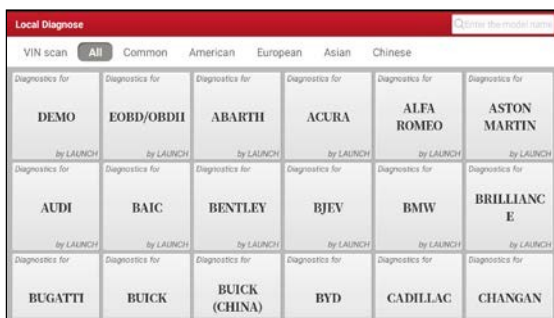 Local Diagnose
Enter the model name
VIN scan All Common American European Asian Chinese
Diagnostics for Diagnostics for Diagnostics for Diagnostics for Diagnostics for Diagnostics for
DEMO EOBD/OBDII ABARTH ACURA ALFA ROMEO ASTON MARTIN
by LAUNCH by LAUNCH by LAUNCH by LAUNCH by LAUNCH by LAUNCH
Diagnostics for Diagnostics for Diagnostics for Diagnostics for Diagnostics for Diagnostics for
AUDI BAIC BENTLEY BJEV BMW BRILLIANCE
by LAUNCH by LAUNCH by LAUNCH by LAUNCH by LAUNCH by LAUNCH
Diagnostics for Diagnostics for Diagnostics for Diagnostics for Diagnostics for Diagnostics for
BUGATTI BUICK BUICK (CHINA) BYD CADILLAC CHANGAN